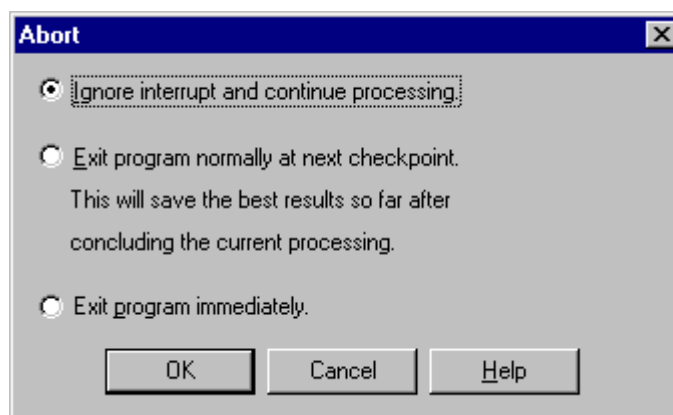 Abort
Ignore interrupt and continue processing.
Exit program normally at next checkpoint.
This will save the best results so far after
concluding the current processing.
Exit program immediately.
OK Cancel Help